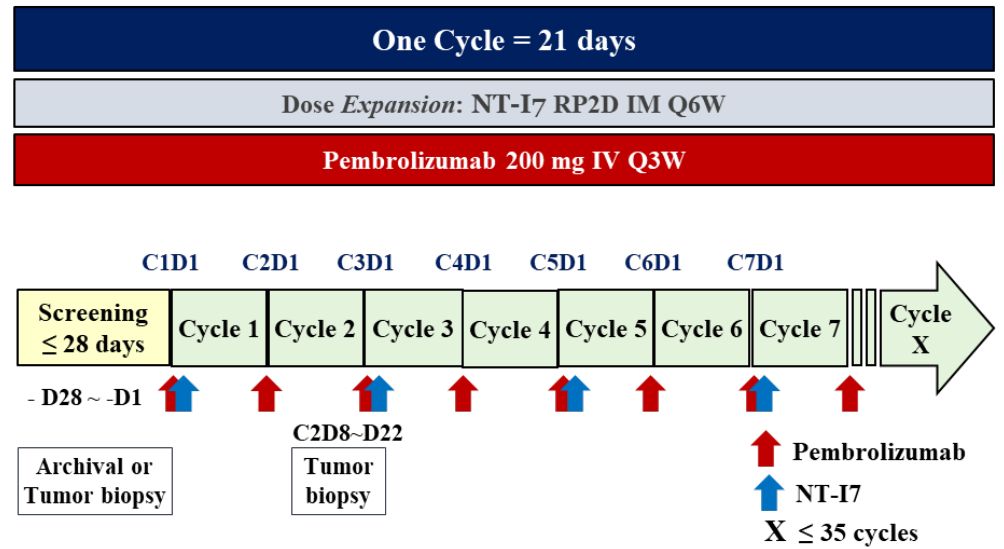 One Cycle = 21 days
Dose Expansion: NT-I7 RP2D IM Q6W
Pembrolizumab 200 mg IV Q3W
C1D1 C2D1 C3D1 C4D1 C5D1 C6D1 C7D1
Screening
≤ 28 days
Cycle 1 Cycle 2 Cycle 3 Cycle 4 Cycle 5 Cycle 6 Cycle 7
Cycle
X
- D28 ~ -D1
C2D8~D22
Archival or
Tumor biopsy
Tumor
biopsy
Pembrolizumab
NT-I7
X ≤ 35 cycles